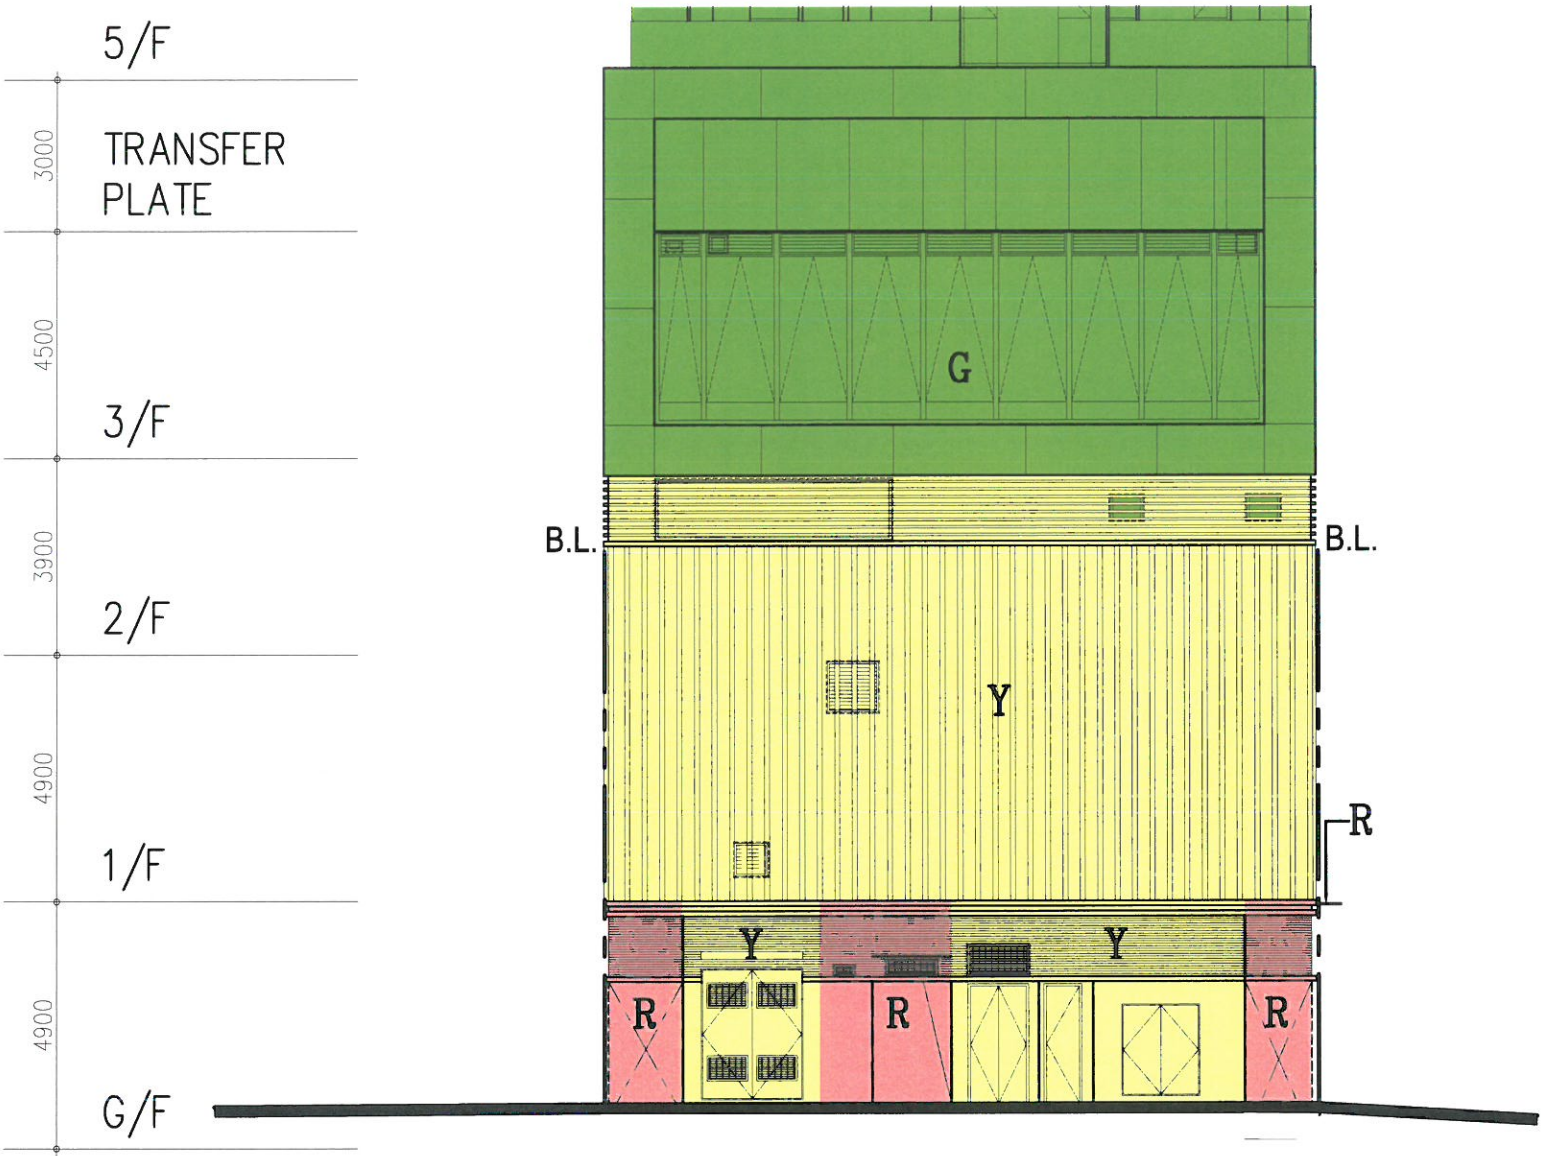 5/F
3000
TRANSFER
PLATE
4500
G
3/F
3900
B.L.
B.L.
2/F
Y
4900
R
1/F
Y
Y
4900
R
R
R
G/F